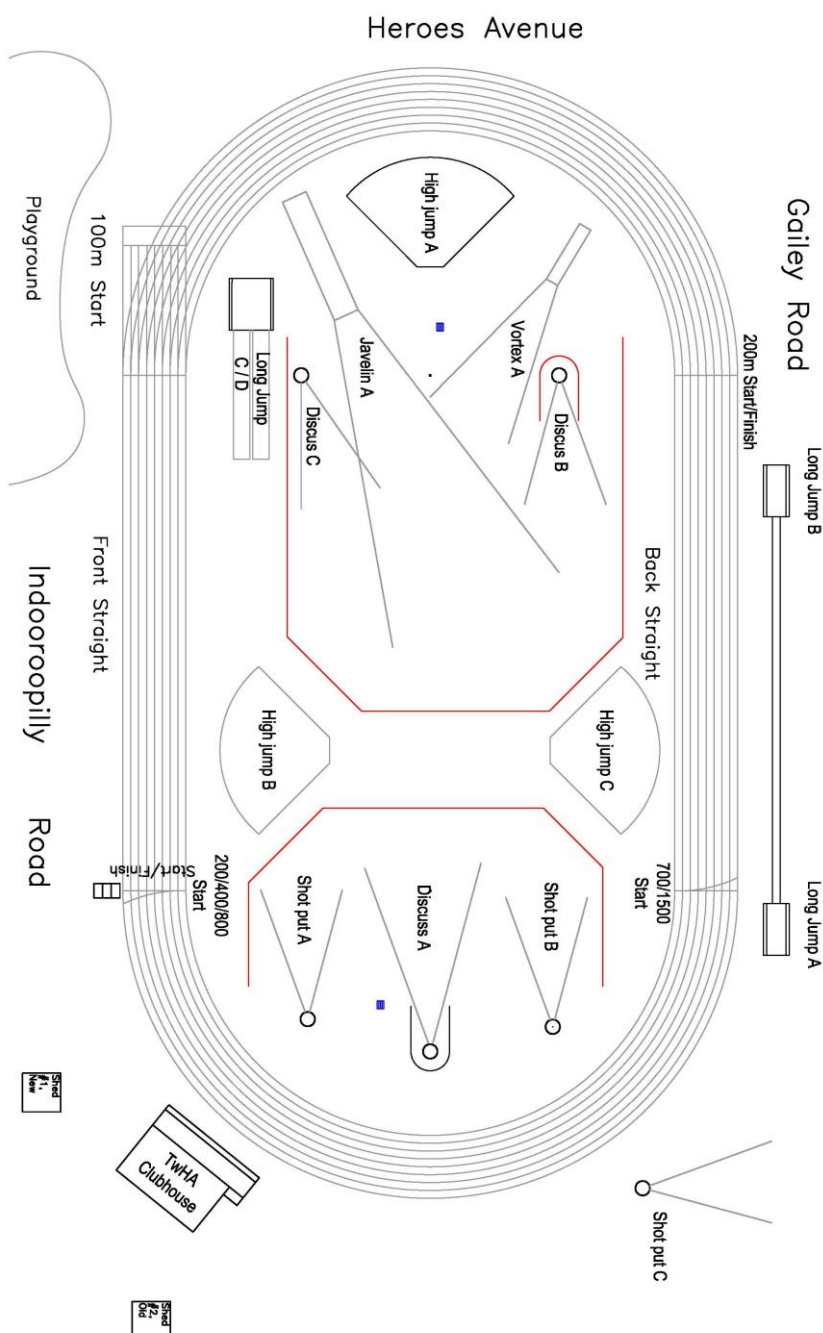 Heroes Avenue
Gailey Road
Playground
100m Start
High jump A
Vortex A
Javelin A
Long Jump
C / D
Discus C
Discus B
200m Start/Finish
Long Jump B
Back Straight
Front Straight
Indooroopilly Road
High jump B
High jump C
Start/Finish
200/400/800
Start
700/1500
Start
Long Jump A
Shot put A
Discuss A
Shot put B
Shed
#1,
New
TwHA
Clubhouse
Shot put C
Shed
#2,
Old